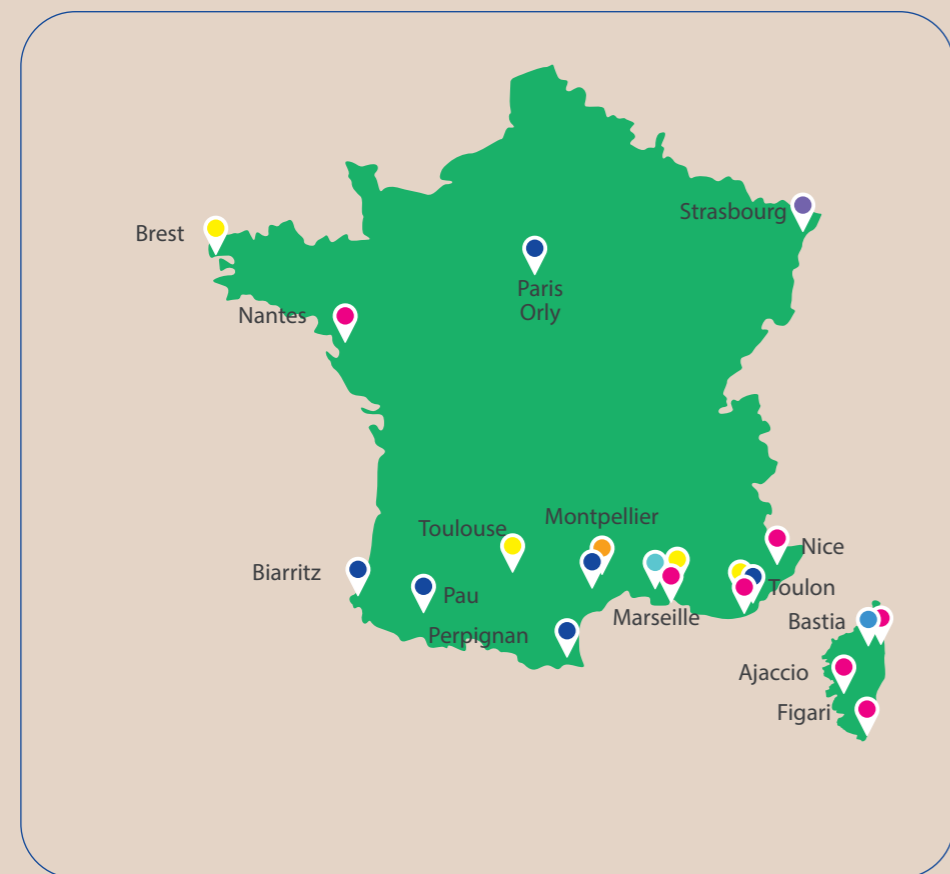 Strasbourg
Brest
Paris
Orly
Nantes
Montpellier
Toulouse
Nice
Biarritz
Toulon
Pau
Marseille
Bastia
Perpignan
Ajaccio
Figari